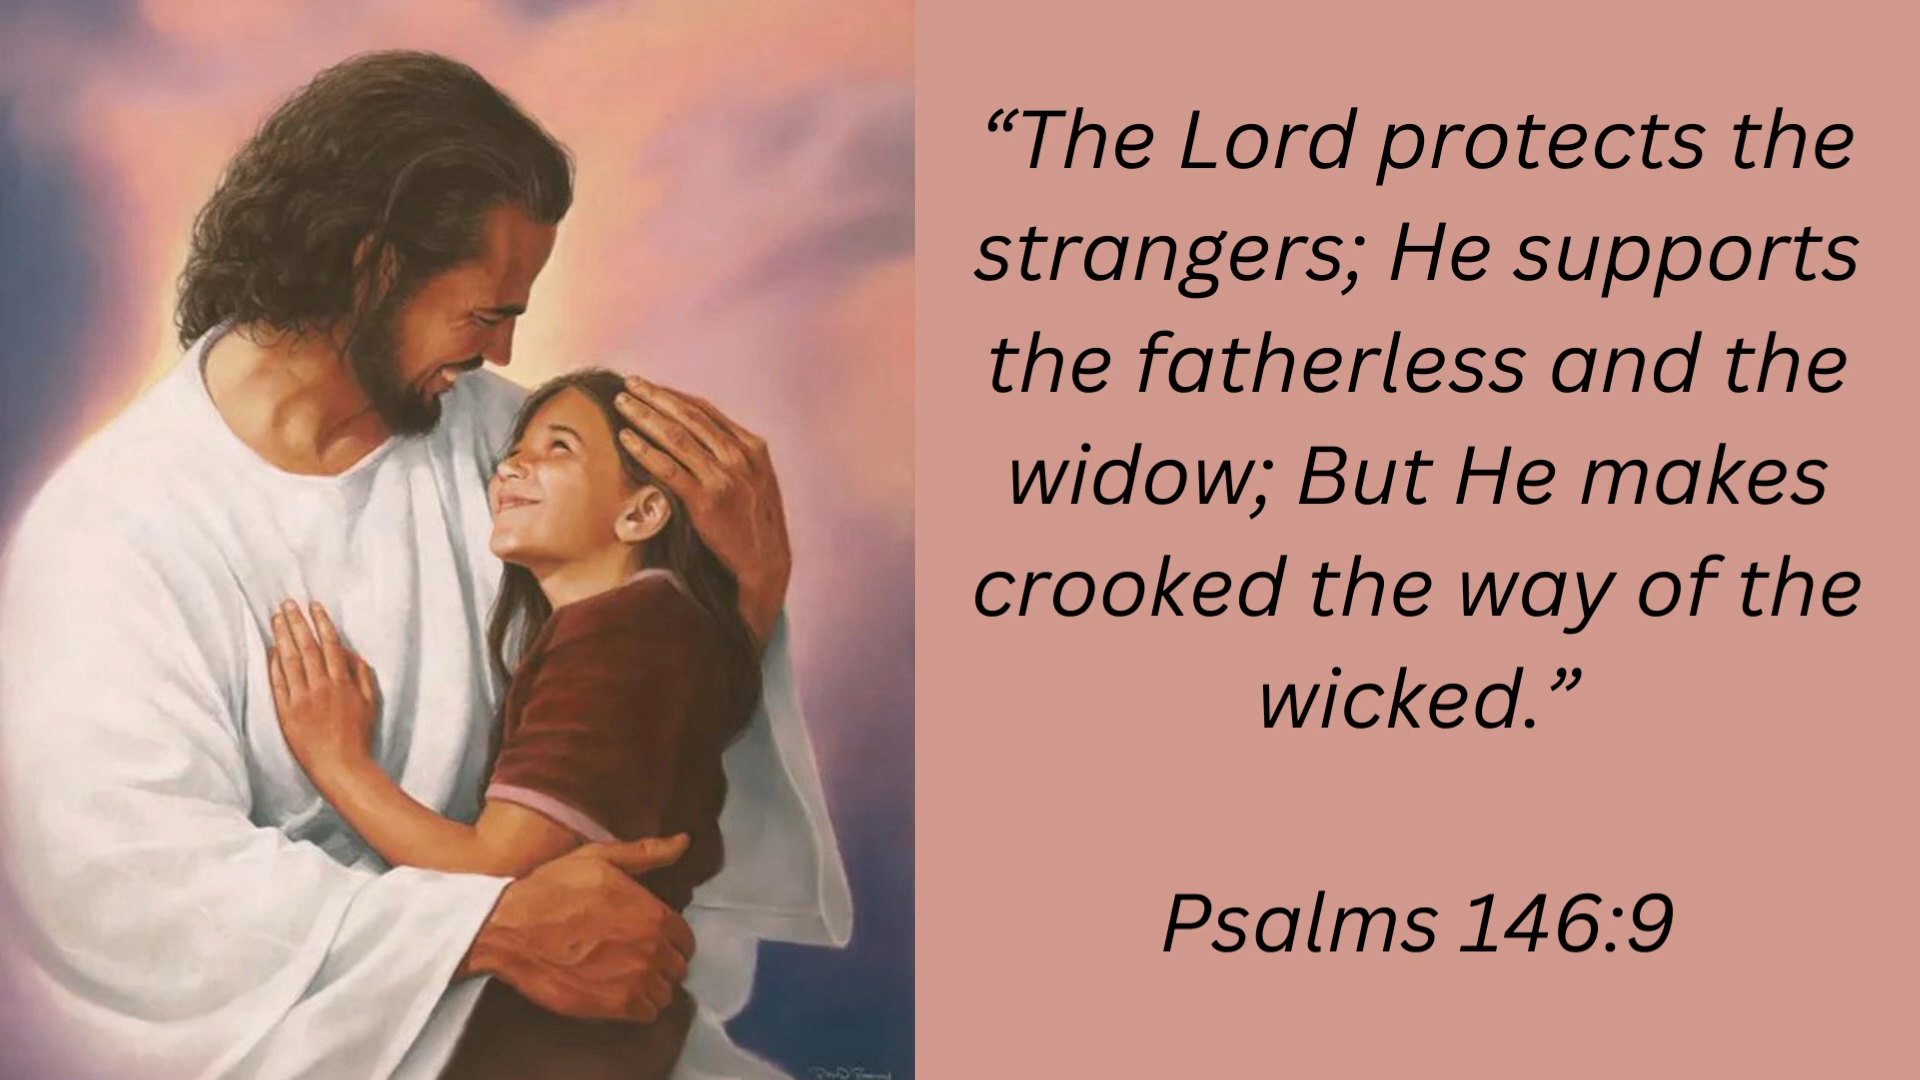 “The Lord protects the
strangers; He supports
the fatherless and the
widow; But He makes
crooked the way of the
wicked.”
Psalms 146:9